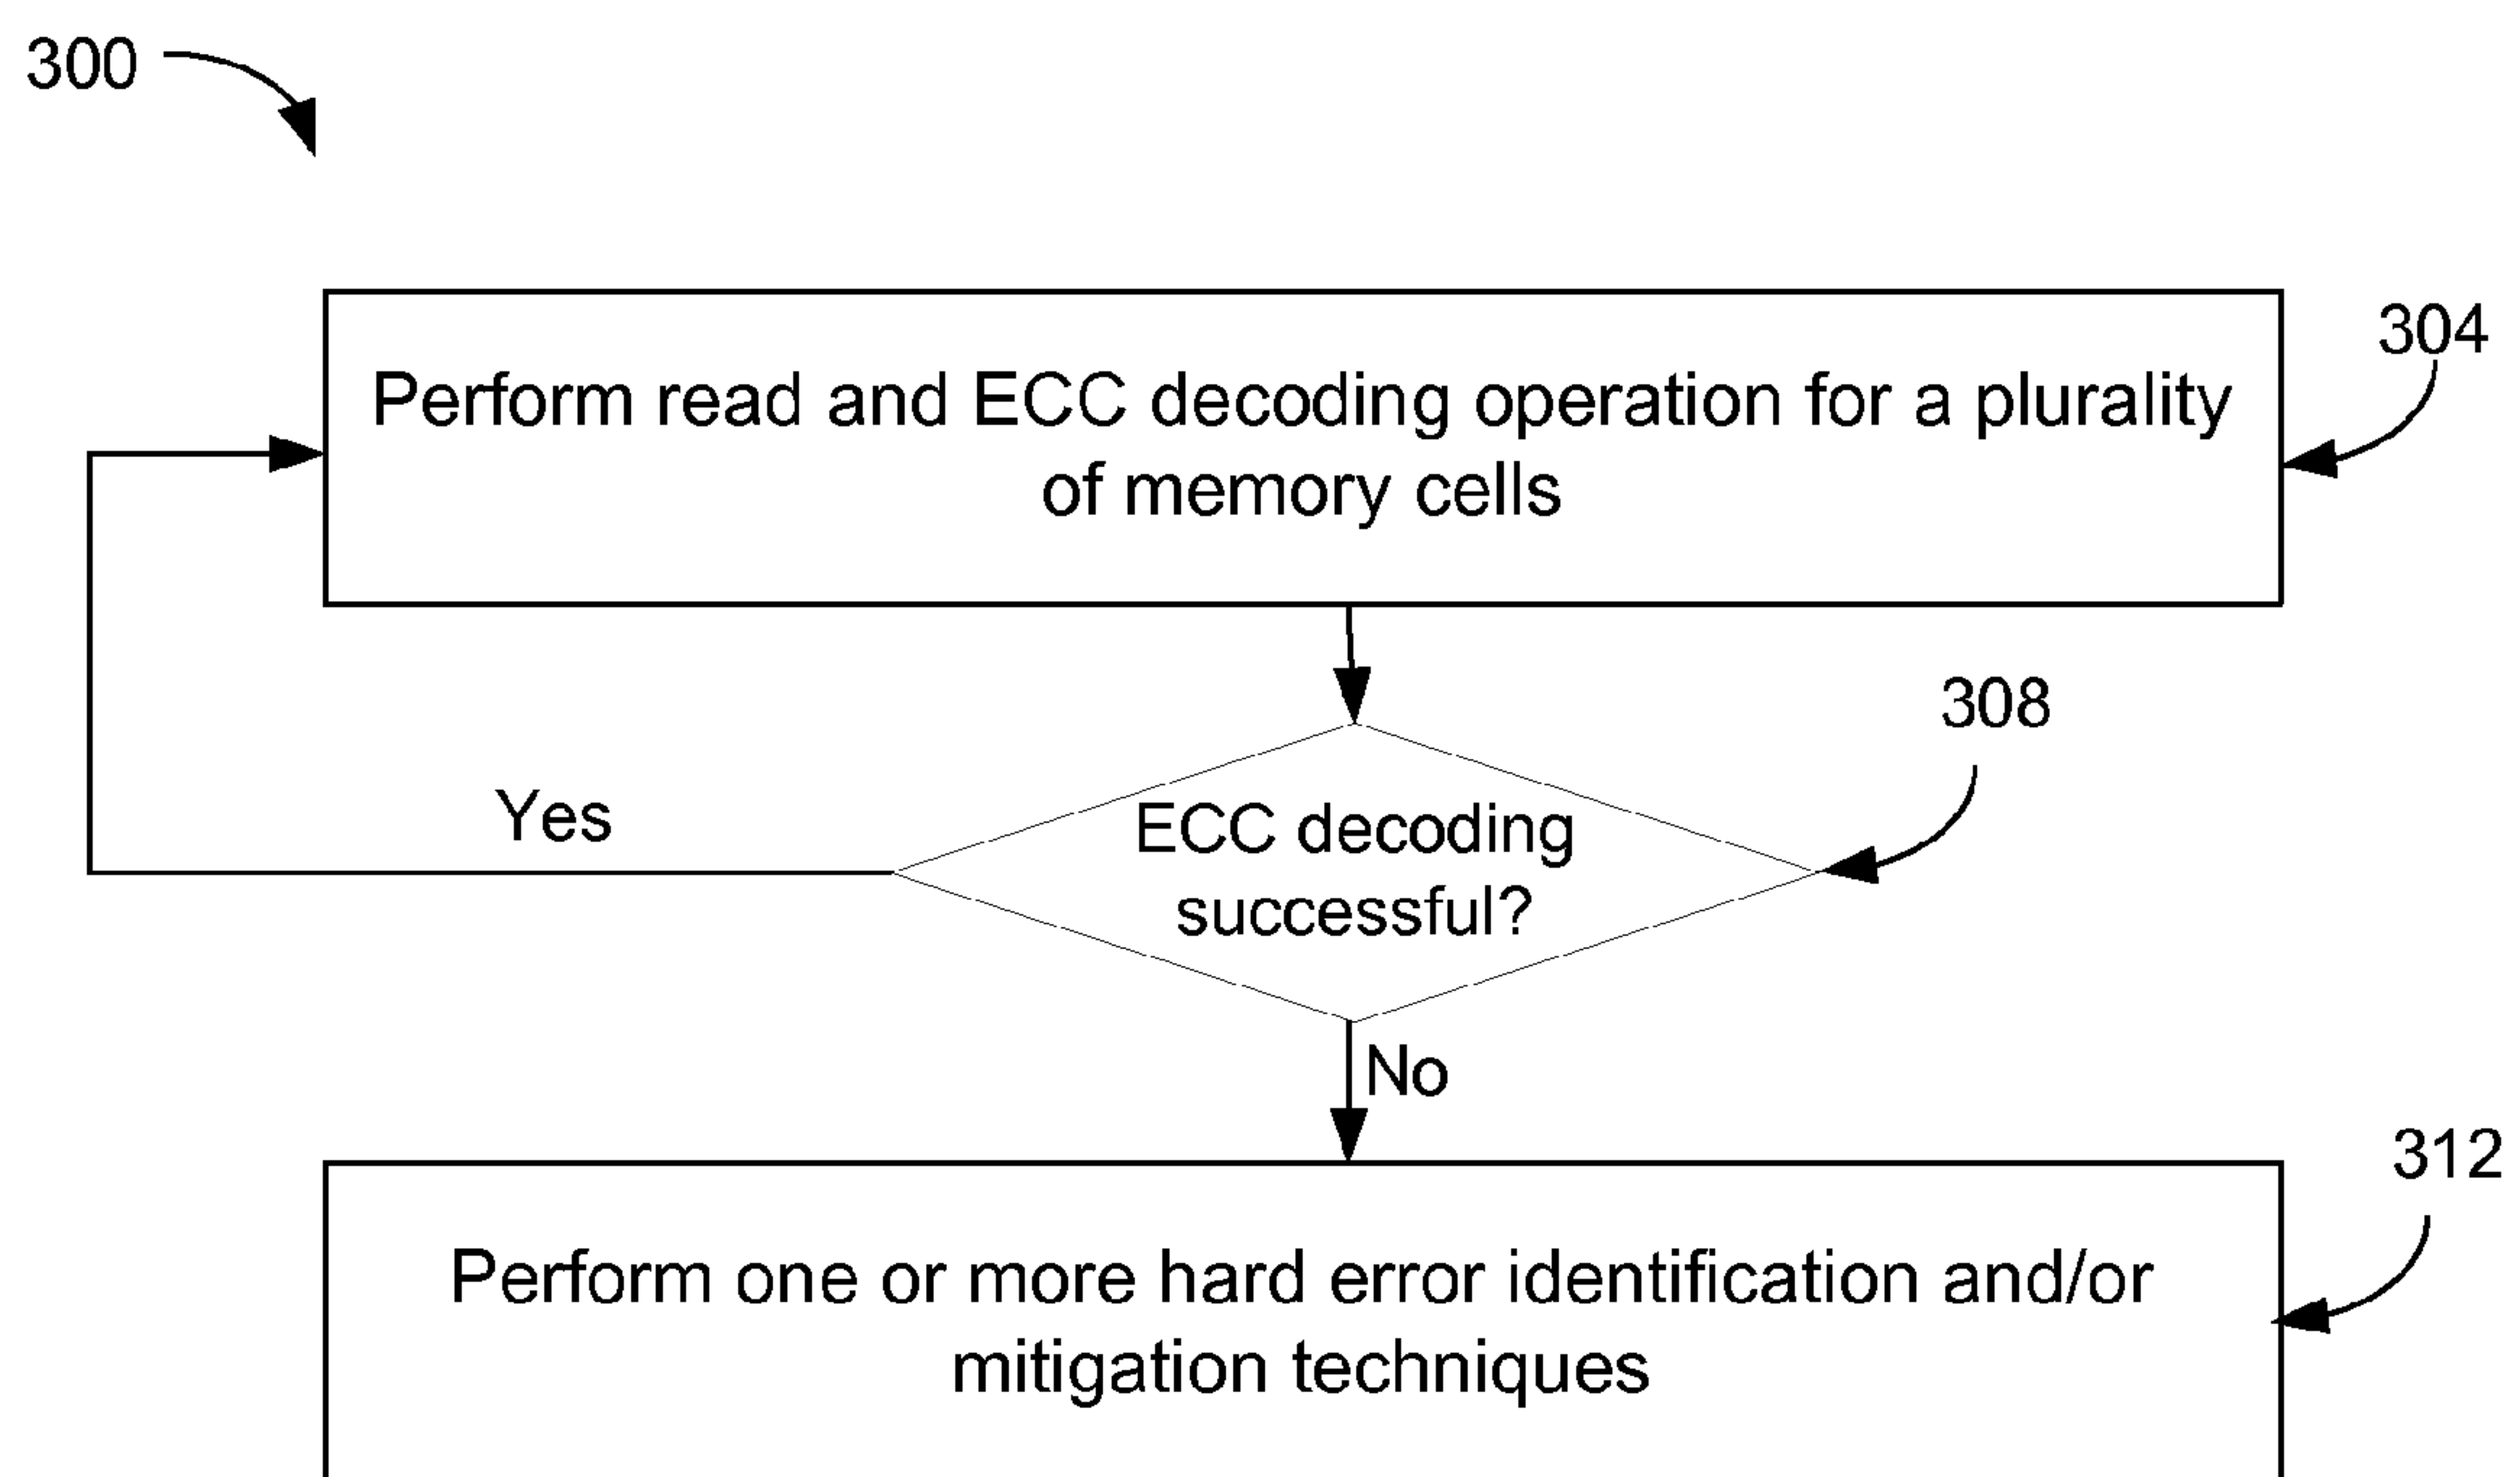 300
304
Perform read and ECC decoding operation for a plurality
of memory cells
308
Yes
ECC decoding
successful?
No
312
Perform one or more hard error identification and/or
mitigation techniques